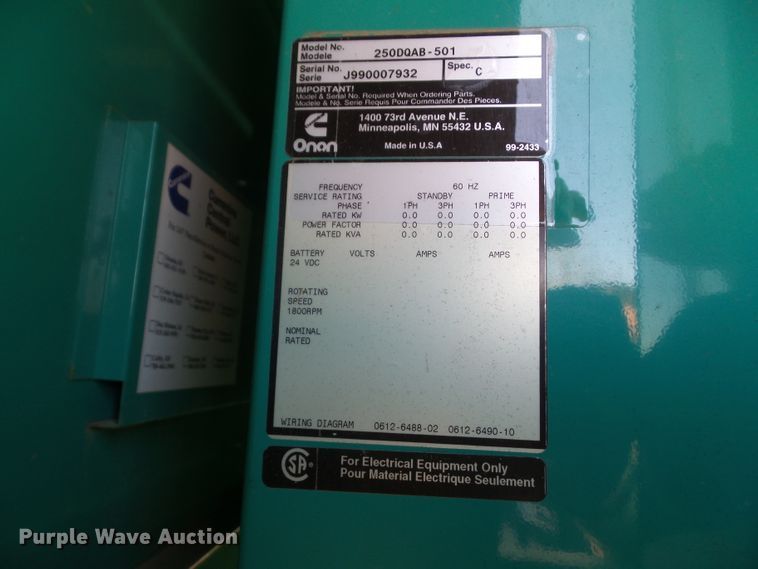 Model No.
Modele
250DQAB-501
Serial No.
Serie
J990007932
Spec.
C
IMPORTANT!
Model & Serial No. Required When Ordering Parts.
Modele & No. Serie Requis Pour Commander Des Pieces.
Onan
1400 73rd Avenue N.E.
Minneapolis, MN 55432 U.S.A.
Made in U.S.A
99-2433
FREQUENCY 60 HZ
SERVICE RATING STANDBY PRIME
PHASE 1PH 3PH 1PH 3PH
RATED KW 0.0 0.0 0.0 0.0
POWER FACTOR 0.0 0.0 0.0 0.0
RATED KVA 0.0 0.0 0.0 0.0
BATTERY VOLTS AMPS AMPS
24 VDC
ROTATING
SPEED
1800RPM
NOMINAL
RATED
WIRING DIAGRAM 0612-6488-02 0612-6490-10
CSA
For Electrical Equipment Only
Pour Material Electrique Seulement
Cummins
Central
Power, LLC
Purple Wave Auction